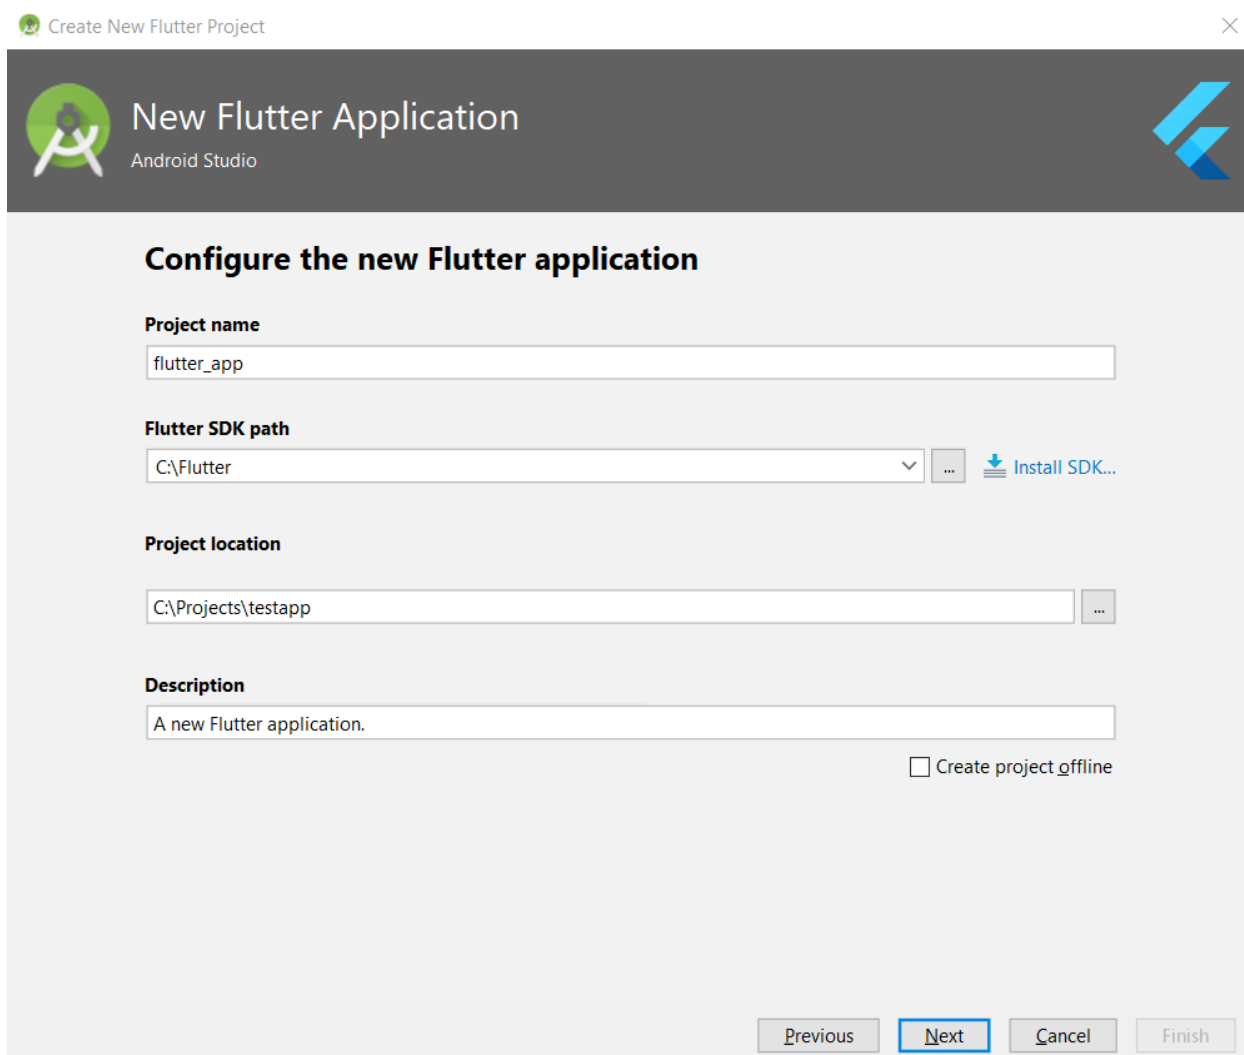 Create New Flutter Project
New Flutter Application
Android Studio
Configure the new Flutter application
Project name
flutter_app
Flutter SDK path
C:\Flutter
...
Install SDK...
Project location
C:\Projects\testapp
...
Description
A new Flutter application.
Create project offline
Previous
Next
Cancel
Finish